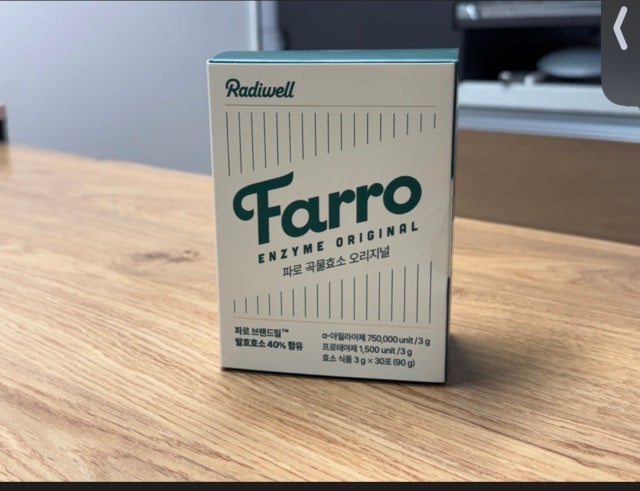 Radiwell
Farro
ENZYME ORIGINAL
파로 곡물효소 오리지널
파로 브랜드밀™
발효효소 40% 함유
α-아밀라아제 750,000 unit / 3 g
프로테아제 1,500 unit / 3 g
효소 식품 3 g × 30포 (90 g)